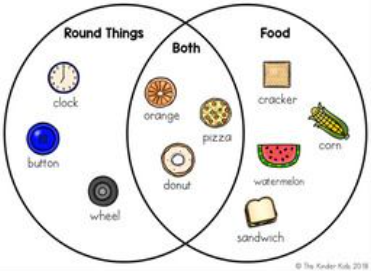 Round Things
Both
Food
clock
orange
pizza
cracker
corn
button
donut
watermelon
wheel
sandwich
© The Kinder Kids 2018